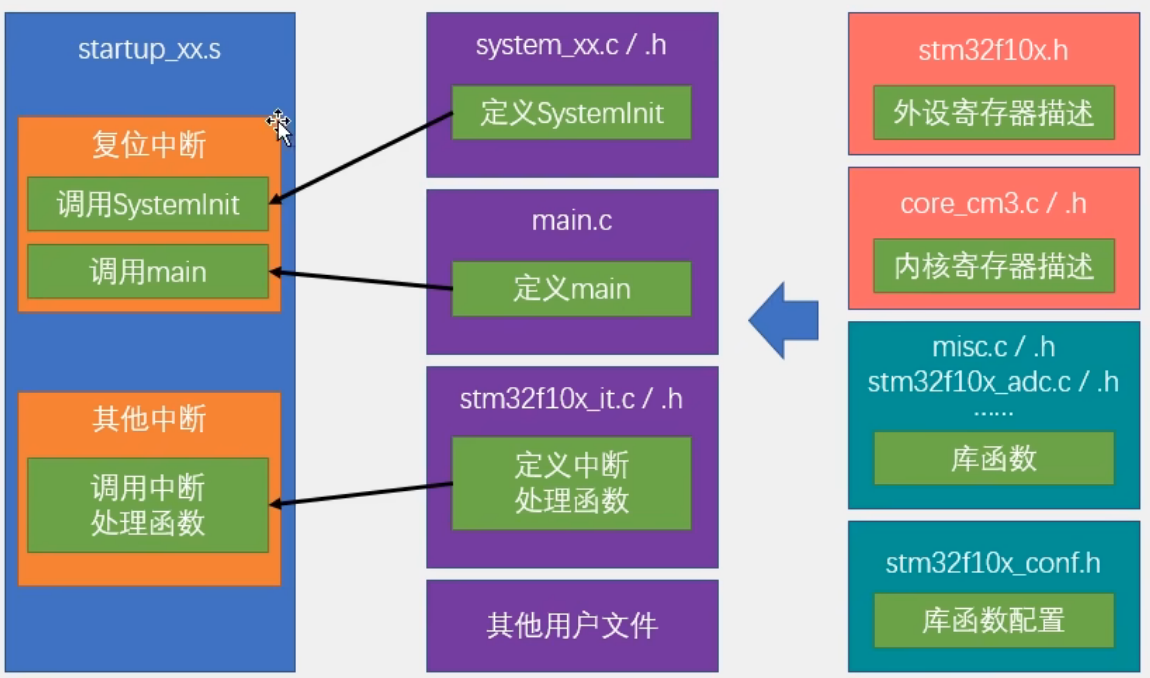 startup_xx.s
复位中断
调用SystemInit
调用main
其他中断
调用中断
处理函数
system_xx.c / .h
定义SystemInit
main.c
定义main
stm32f10x_it.c / .h
定义中断
处理函数
其他用户文件
stm32f10x.h
外设寄存器描述
core_cm3.c / .h
内核寄存器描述
misc.c / .h
stm32f10x_adc.c / .h
……
库函数
stm32f10x_conf.h
库函数配置